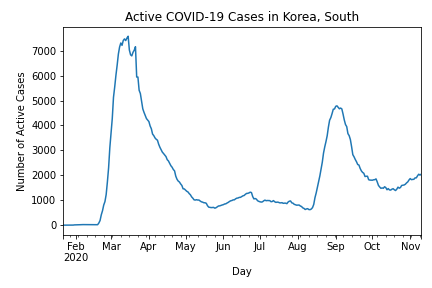 Active COVID-19 Cases in Korea, South
Number of Active Cases
7000
6000
5000
4000
3000
2000
1000
0
Feb Mar Apr May Jun Jul Aug Sep Oct Nov
2020
Day